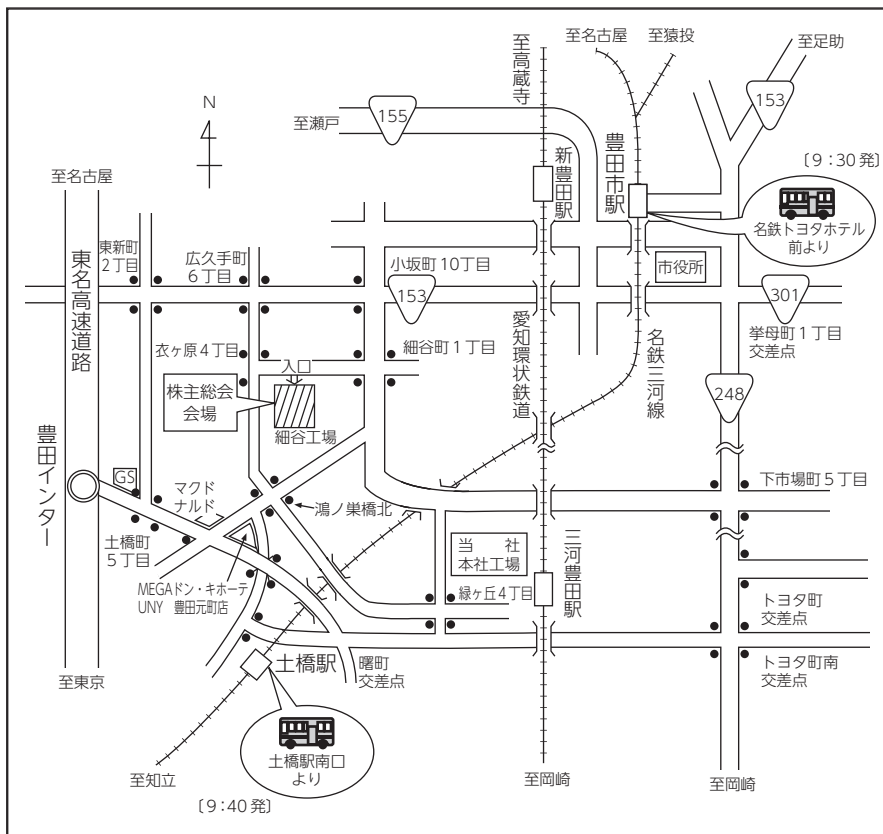 至高蔵寺
至名古屋
至猿投
至足助
153
155
N
至瀬戸
新豊田駅
豊田市駅
〔9:30発〕
名鉄トヨタホテル
前より
至名古屋
東名高速道路
東新町
2丁目
広久手町
6丁目
小坂町10丁目
153
市役所
301
挙母町1丁目
交差点
衣ヶ原4丁目
細谷町1丁目
愛知環状鉄道
名鉄三河線
入口
株主総会
会場
細谷工場
248
豊田インター
GS
マクド
ナルド
鴻ノ巣橋北
下市場町5丁目
土橋町
5丁目
当社
本社工場
三河豊田駅
MEGAドン・キホーテ
UNY 豊田元町店
緑ヶ丘4丁目
トヨタ町
交差点
土橋駅
曙町
交差点
トヨタ町南
交差点
至東京
土橋駅南口
より
至知立
至岡崎
至岡崎
〔9:40発〕